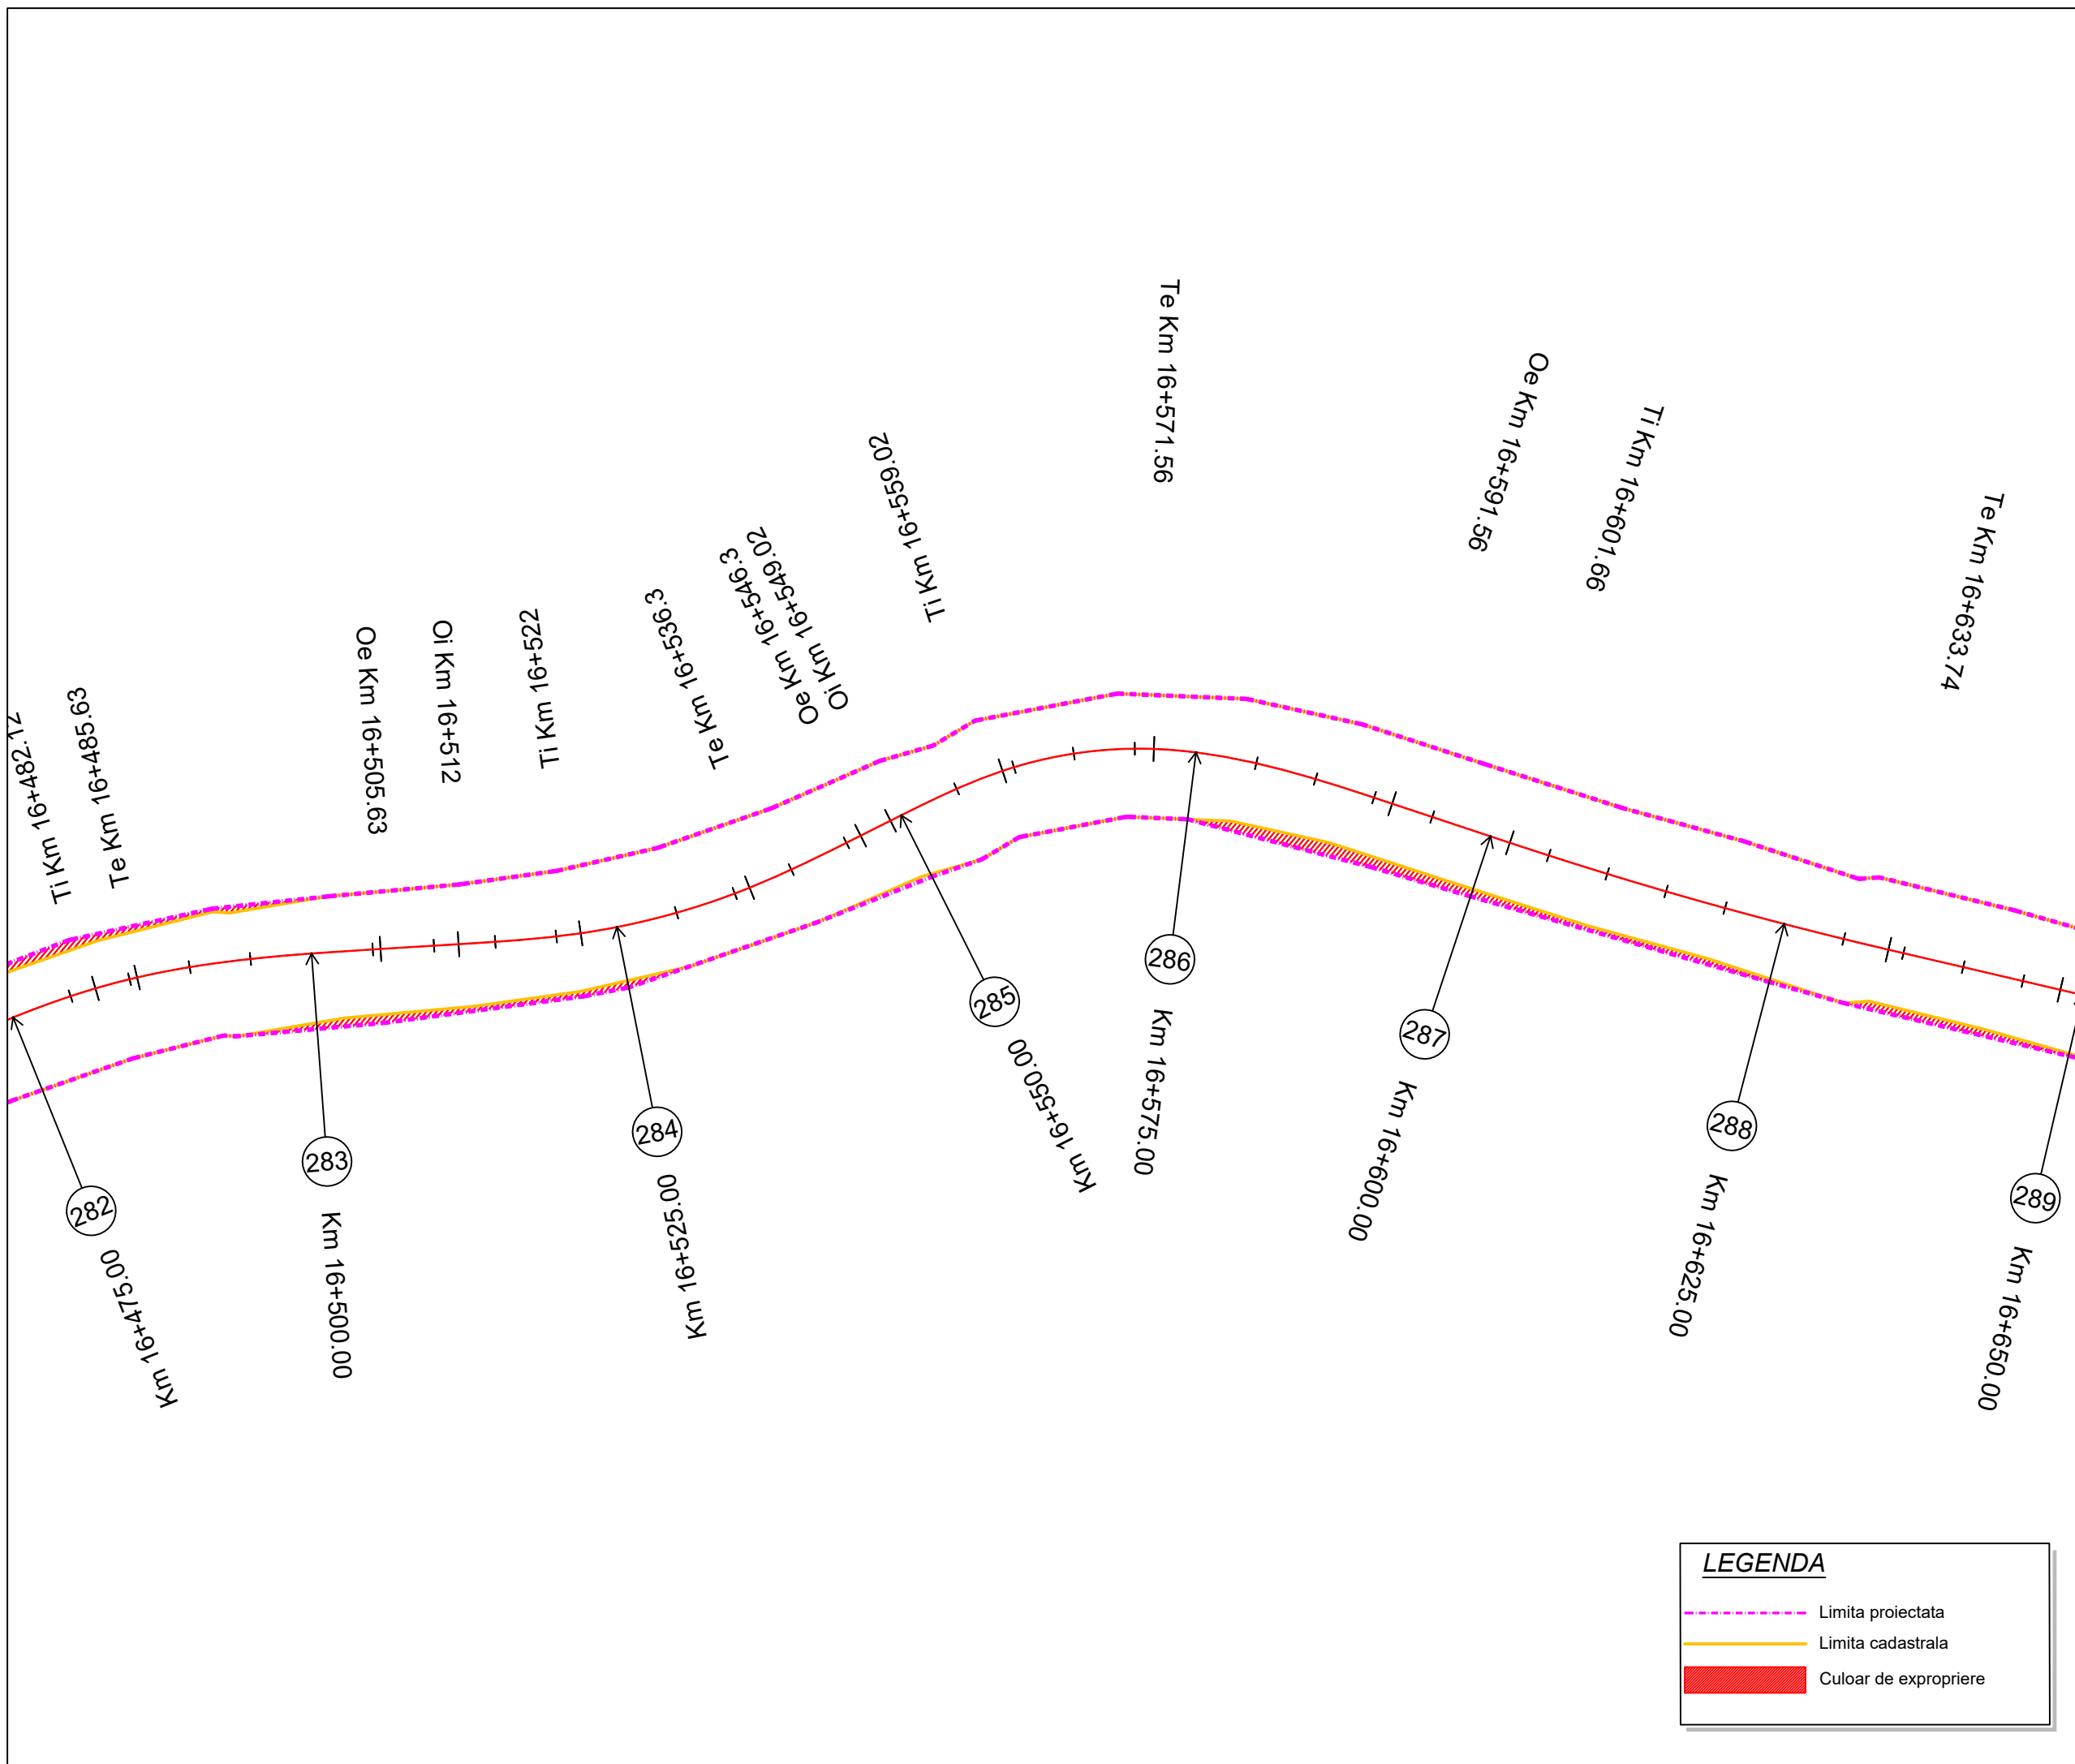 Ti Km 16+482.12
Te Km 16+485.63
Oe Km 16+505.63
Oi Km 16+512
Ti Km 16+522
Te Km 16+536.3
Oe Km 16+546.3
Oi Km 16+549.02
Ti Km 16+559.02
Te Km 16+571.56
Oe Km 16+591.56
Ti Km 16+601.66
Te Km 16+633.74
282
Km 16+475.00
283
Km 16+500.00
284
Km 16+525.00
285
Km 16+550.00
286
Km 16+575.00
287
Km 16+600.00
288
Km 16+625.00
289
Km 16+650.00
LEGENDA
Limita proiectata
Limita cadastrala
Culoar de expropriere